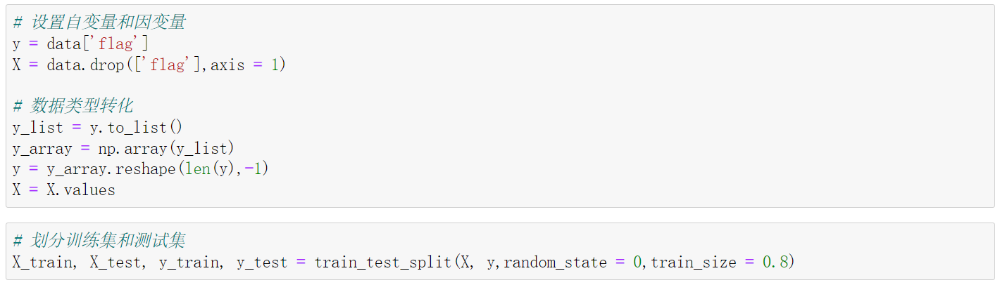 # 设置自变量和因变量
y = data['flag']
X = data.drop(['flag'],axis = 1)
# 数据类型转化
y_list = y.to_list()
y_array = np.array(y_list)
y = y_array.reshape(len(y),-1)
X = X.values
# 划分训练集和测试集
X_train, X_test, y_train, y_test = train_test_split(X, y,random_state = 0,train_size = 0.8)